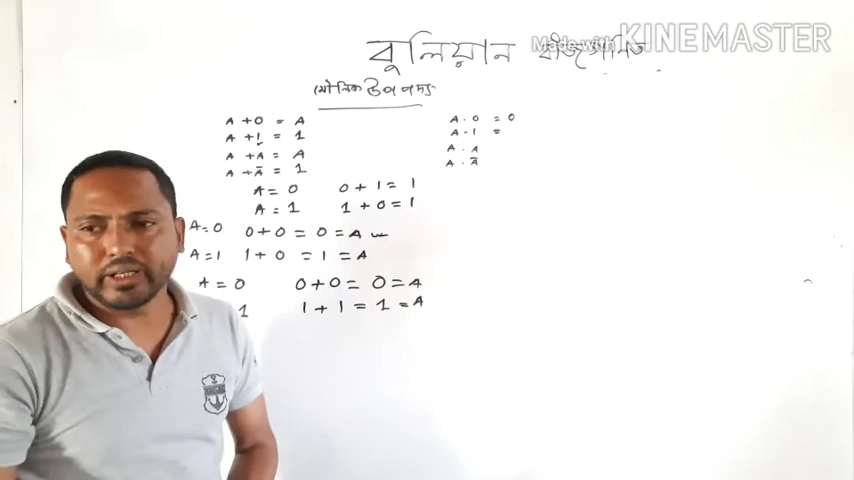 বুলিয়ান বীজগণিত
Made with KINEMASTER
মৌলিক উপপাদ্য
A + 0 = A
A + 1 = 1
A + A = A
A + A̅ = 1
A · 0 = 0
A · 1 =
A · A
A · A̅
A = 0 0 + 1 = 1
A = 1 1 + 0 = 1
A = 0 0 + 0 = 0 = A
A = 1 1 + 0 = 1 = A
A = 0 0 + 0 = 0 = A
1 1 + 1 = 1 = A